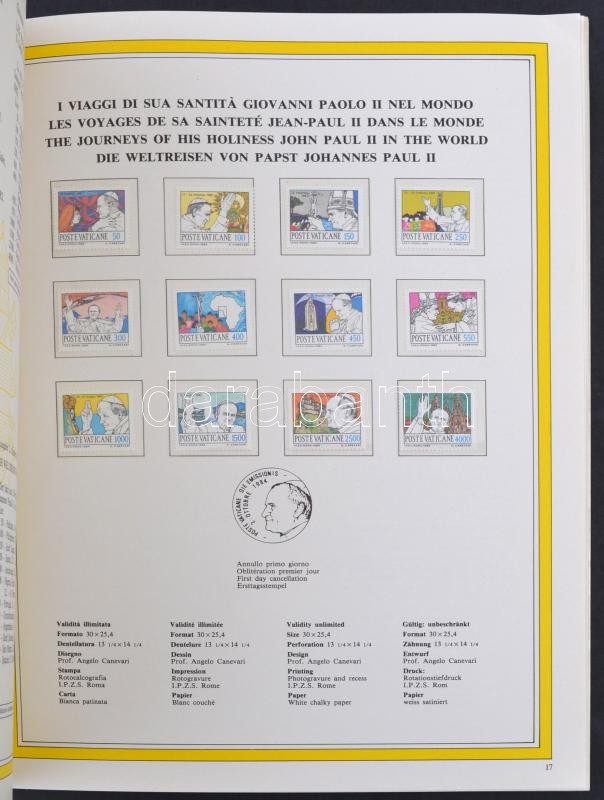 I VIAGGI DI SUA SANTITÀ GIOVANNI PAOLO II NEL MONDO
LES VOYAGES DE SA SAINTETÉ JEAN-PAUL II DANS LE MONDE
THE JOURNEYS OF HIS HOLINESS JOHN PAUL II IN THE WORLD
DIE WELTREISEN VON PAPST JOHANNES PAUL II
POSTE VATICANE 50
POSTE VATICANE 100
POSTE VATICANE 150
POSTE VATICANE 250
POSTE VATICANE 300
POSTE VATICANE 400
POSTE VATICANE 450
POSTE VATICANE 550
POSTE VATICANE 1000
POSTE VATICANE 1500
POSTE VATICANE 2500
POSTE VATICANE 4000
darabanth
POSTE VATICANE DIE EMISSIONIS
2 OTTOBRE 1984
Annullo primo giorno
Oblitération premier jour
First day cancellation
Ersttagsstempel
Validità illimitata
Formato 30×25,4
Dentellatura 13 1/4×14 1/4
Disegno
Prof. Angelo Canevari
Stampa
Rotocalcografia
I.P.Z.S. Roma
Carta
Bianca patinata
Validité illimitée
Format 30×25,4
Dentelure 13 1/4×14 1/4
Dessin
Prof. Angelo Canevari
Impression
Rotogravure
I.P.Z.S. Rome
Papier
Blanc couché
Validity unlimited
Size 30×25,4
Perforation 13 1/4×14 1/4
Design
Prof. Angelo Canevari
Printing
Photogravure and recess
I.P.Z.S. Rome
Paper
White chalky paper
Gültig: unbeschränkt
Format 30×25,4
Zähnung 13 1/4×14 1/4
Entwurf
Prof. Angelo Canevari
Druck:
Rotationstiefdruck
I.P.Z.S. Rom
Papier
weiss satiniert
17